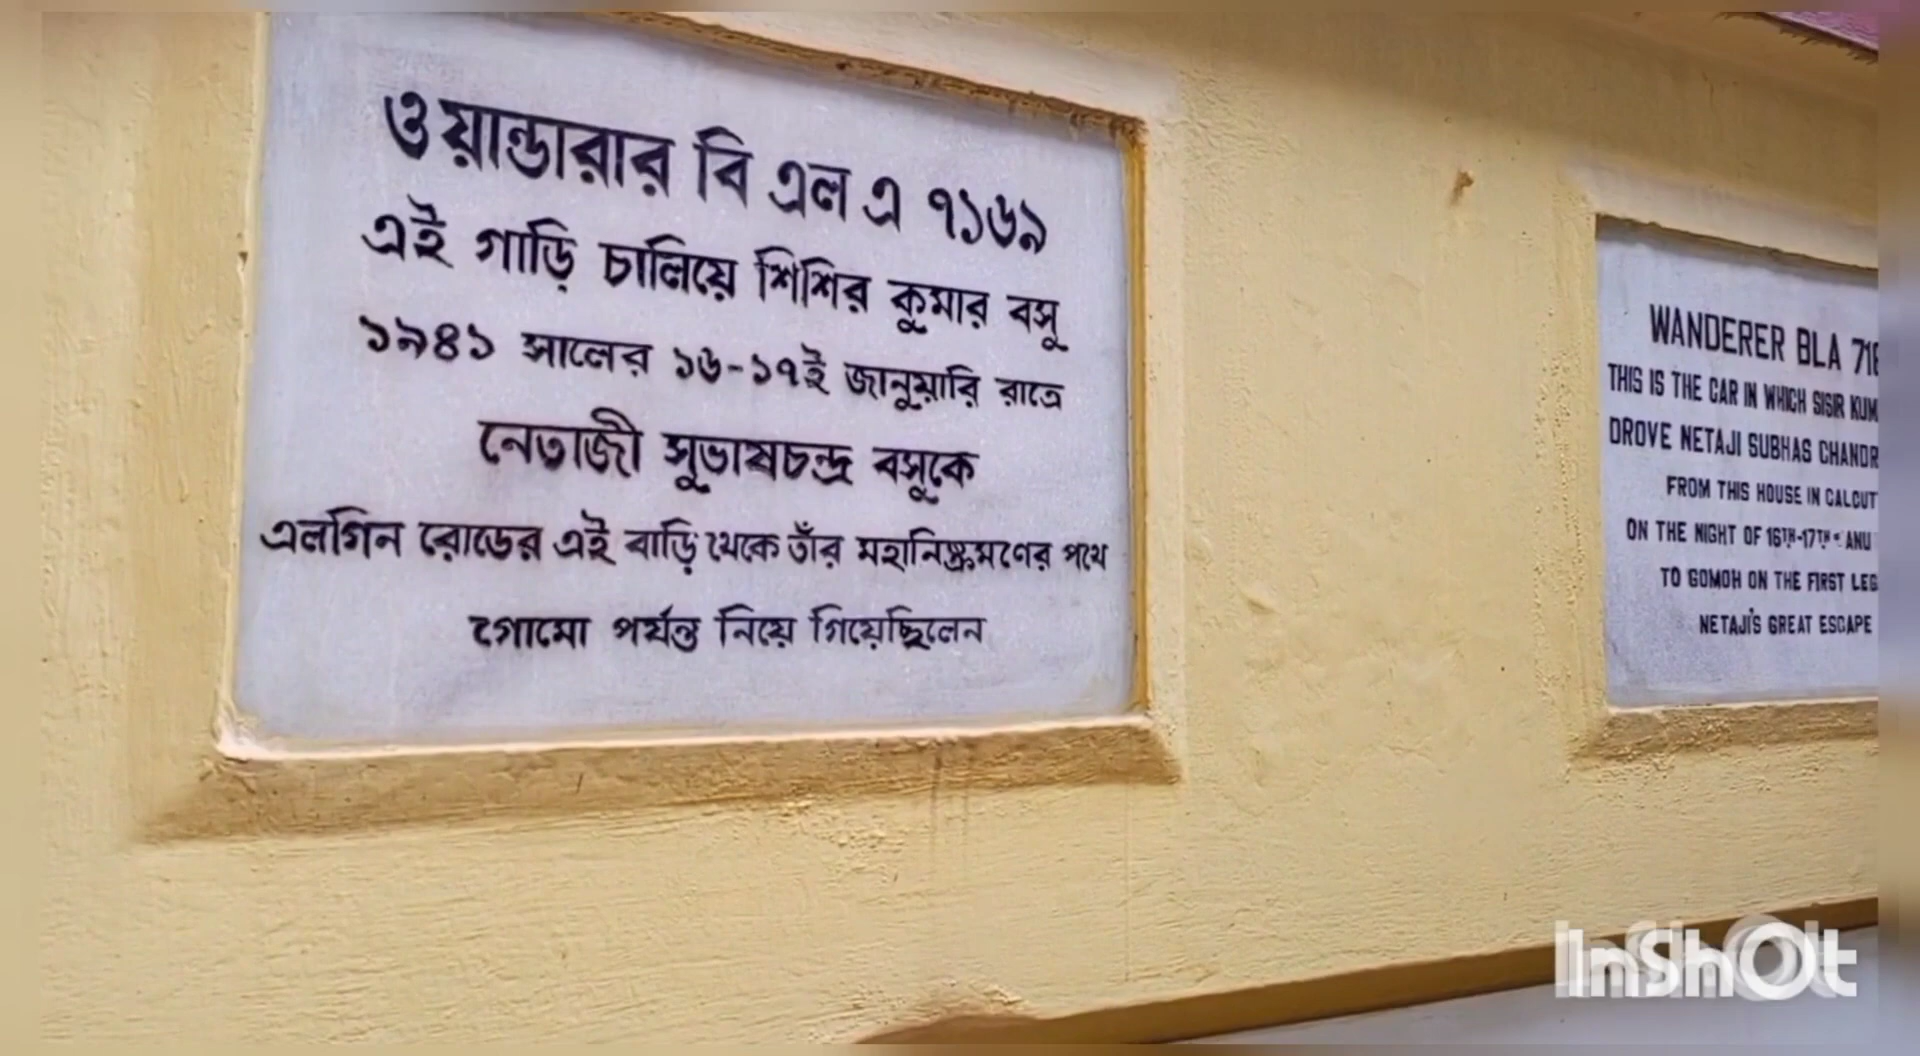 ওয়ান্ডারার বি এল এ ৭১৬৯
এই গাড়ি চালিয়ে শিশির কুমার বসু
১৯৪১ সালের ১৬-১৭ই জানুয়ারি রাত্রে
নেতাজী সুভাষচন্দ্র বসুকে
এলগিন রোডের এই বাড়ি থেকে তাঁর মহানিষ্ক্রমণের পথে
গোমো পর্যন্ত নিয়ে গিয়েছিলেন
WANDERER BLA
THIS IS THE CAR IN WHICH SISIR
DROVE NETAJI SUBHAS
FROM THIS HOUSE IN
ON THE NIGHT OF 16TH-17TH
TO GOMOH ON THE FIRST
NETAJI'S GREAT ESCAPE
InShOt